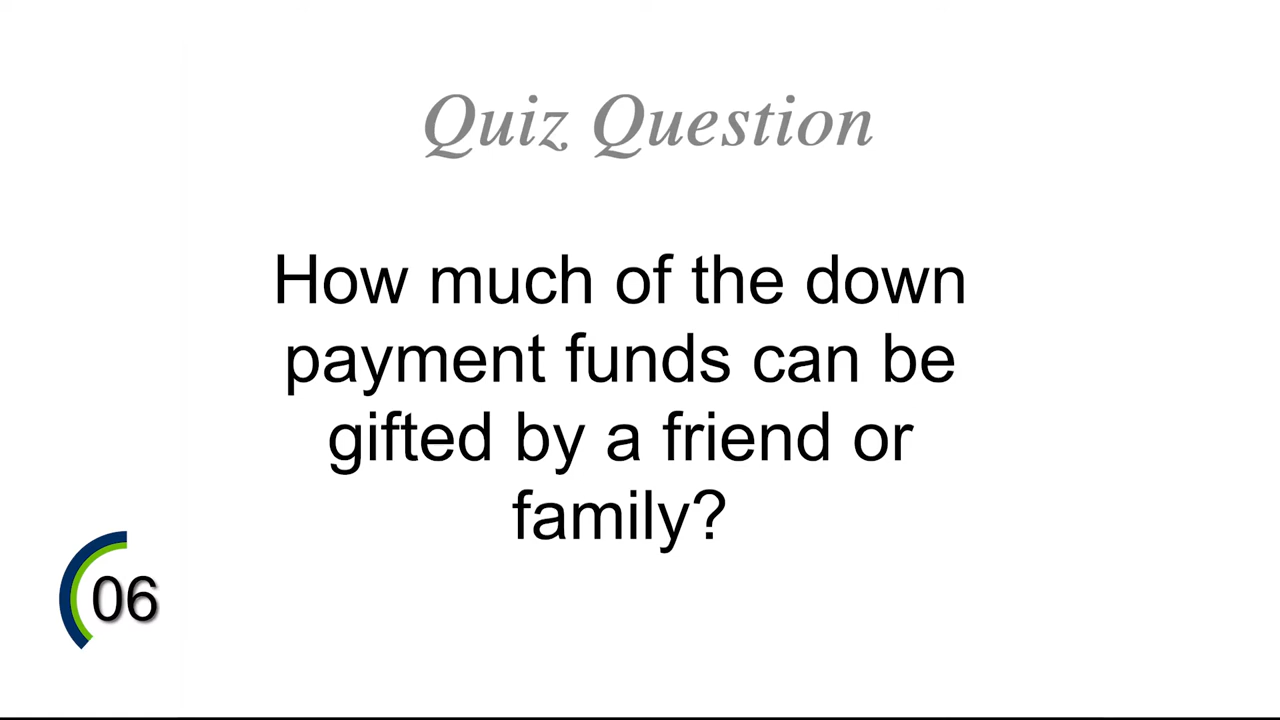 Quiz Question
How much of the down
payment funds can be
gifted by a friend or
family?
06